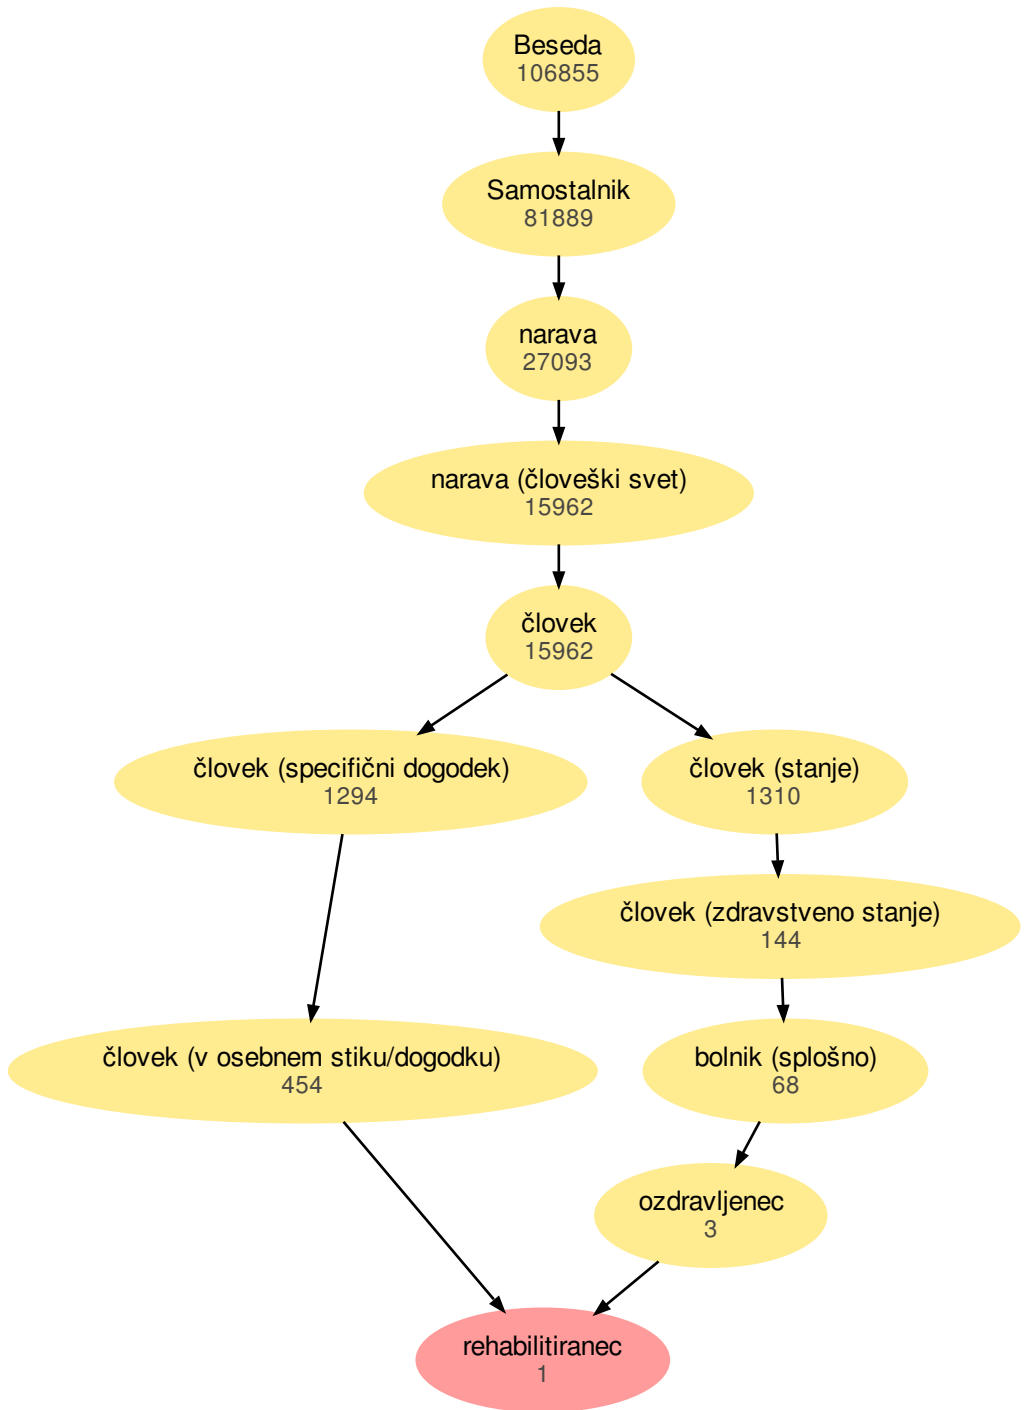 Beseda
106855
Samostalnik
81889
narava
27093
narava (človeški svet)
15962
človek
15962
človek (specifični dogodek)
1294
človek (stanje)
1310
človek (zdravstveno stanje)
144
človek (v osebnem stiku/dogodku)
454
bolnik (splošno)
68
ozdravljenec
3
rehabilitiranec
1